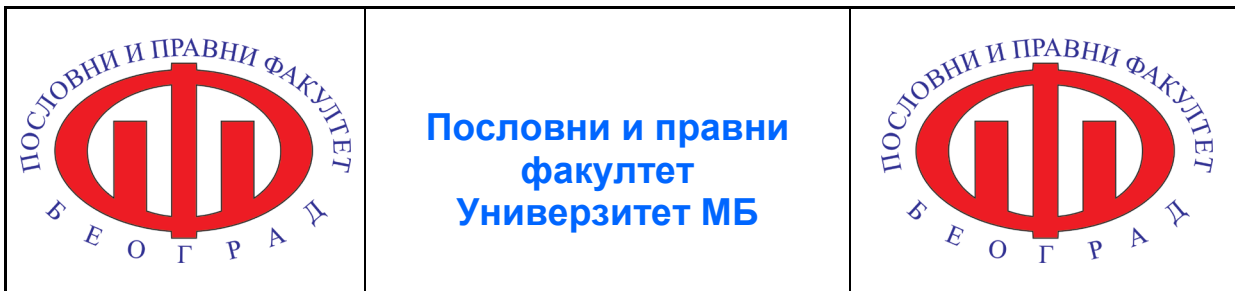 ПОСЛОВНИ И ПРАВНИ ФАКУЛТЕТ
БЕОГРАД
Пословни и правни
факултет
Универзитет МБ
ПОСЛОВНИ И ПРАВНИ ФАКУЛТЕТ
БЕОГРАД